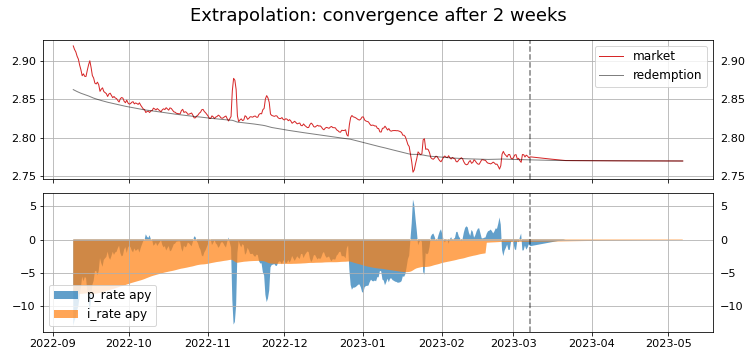 Extrapolation: convergence after 2 weeks
2.90
2.85
2.80
2.75
market
redemption
2.90
2.85
2.80
2.75
5
0
−5
−10
p_rate apy
i_rate apy
5
0
−5
−10
2022-09 2022-10 2022-11 2022-12 2023-01 2023-02 2023-03 2023-04 2023-05